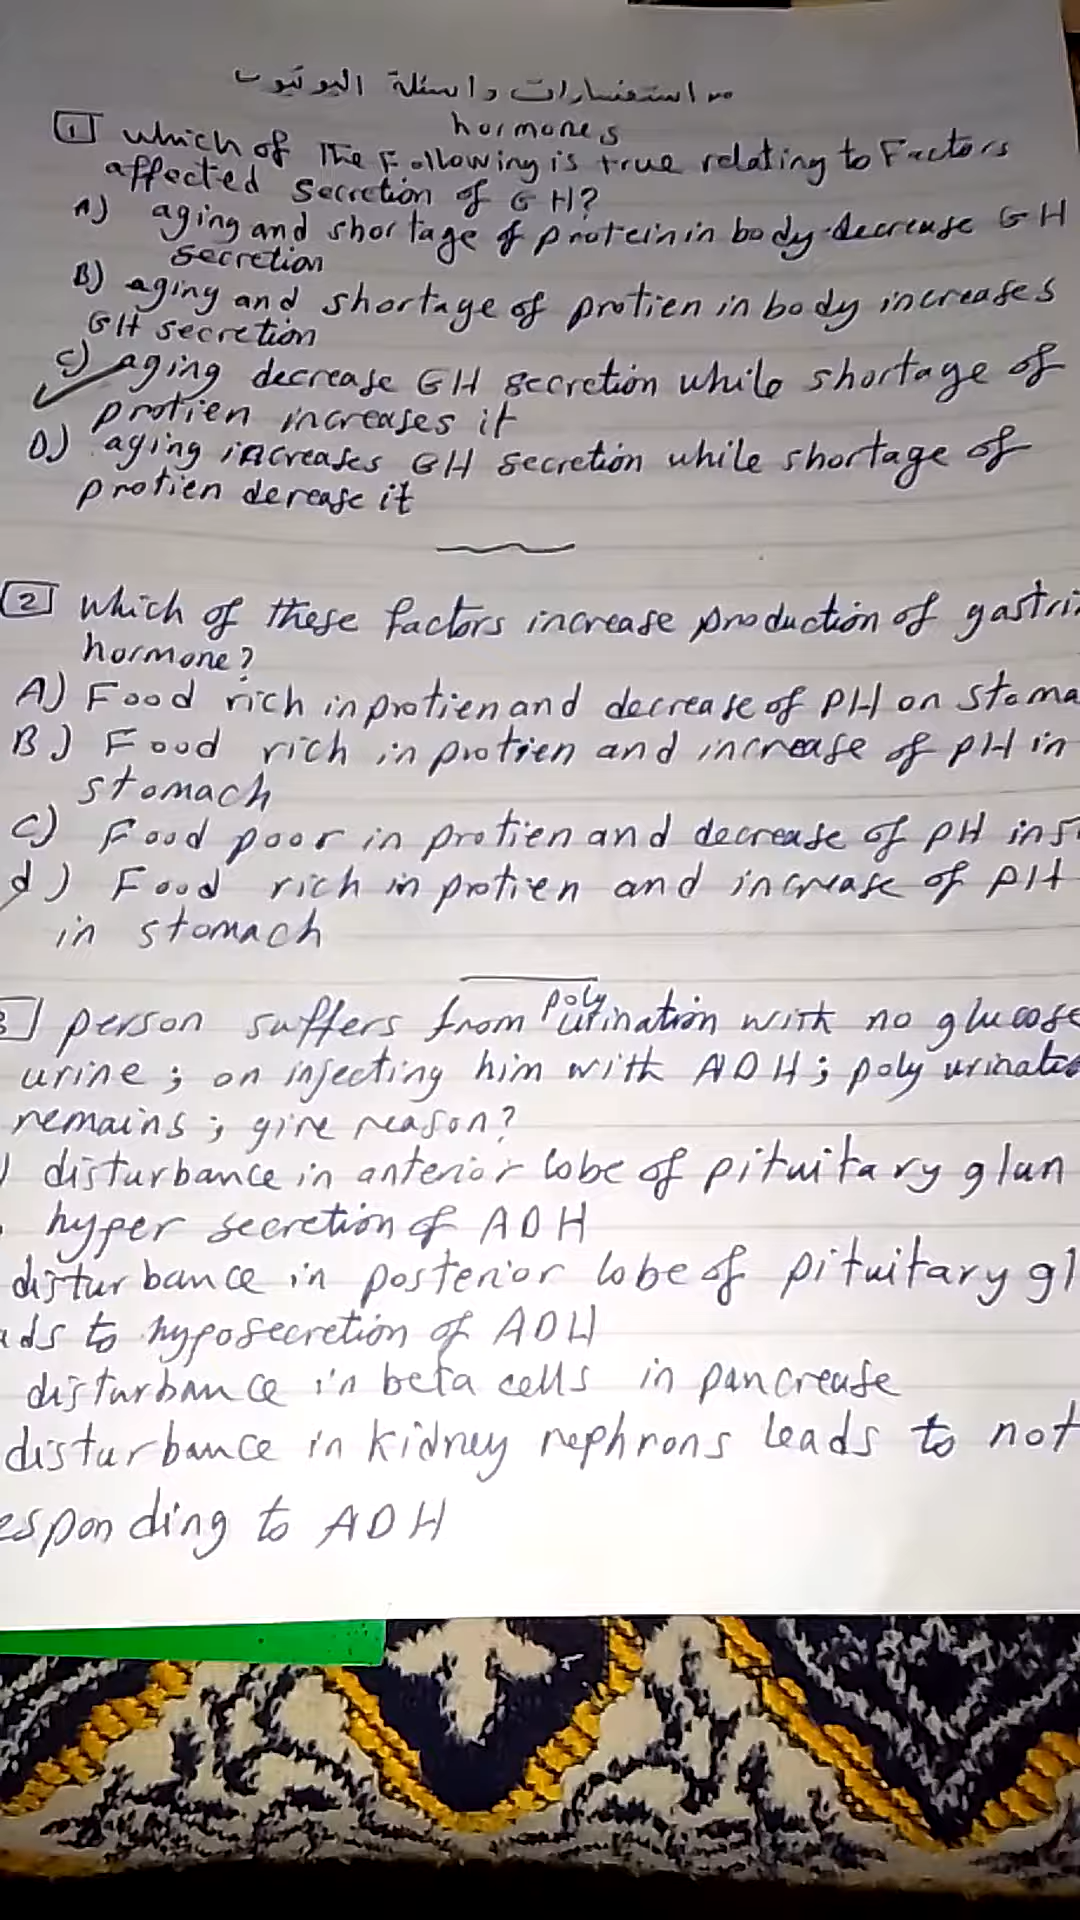 استفسارات واسئلة اليوتيوب
hormones
1 which of The Following is true relating to Factors
affected secretion of GH?
A) aging and shortage of protein in body decrease GH
secretion
B) aging and shortage of protien in body increases
GH secretion
C) aging decrease GH secretion while shortage of
protien increases it
D) aging increases GH secretion while shortage of
protien derease it
2 which of these factors increase production of gastri
hormone?
A) Food rich in protien and decrease of PH on stoma
B) Food rich in protien and increase of pH in
stomach
C) Food poor in protien and decrease of pH in s
d) Food rich in protien and increase of pH
in stomach
3 person suffers from poly urination with no glucose
urine; on injecting him with ADH; poly urinatio
remains; give reason?
) disturbance in anterior lobe of pituitary glan
hyper secretion of ADH
disturbance in posterior lobe of pituitary gl
ads to hyposecretion of ADH
disturbance in beta cells in pancrease
disturbance in kidney nephrons leads to not
esponding to ADH